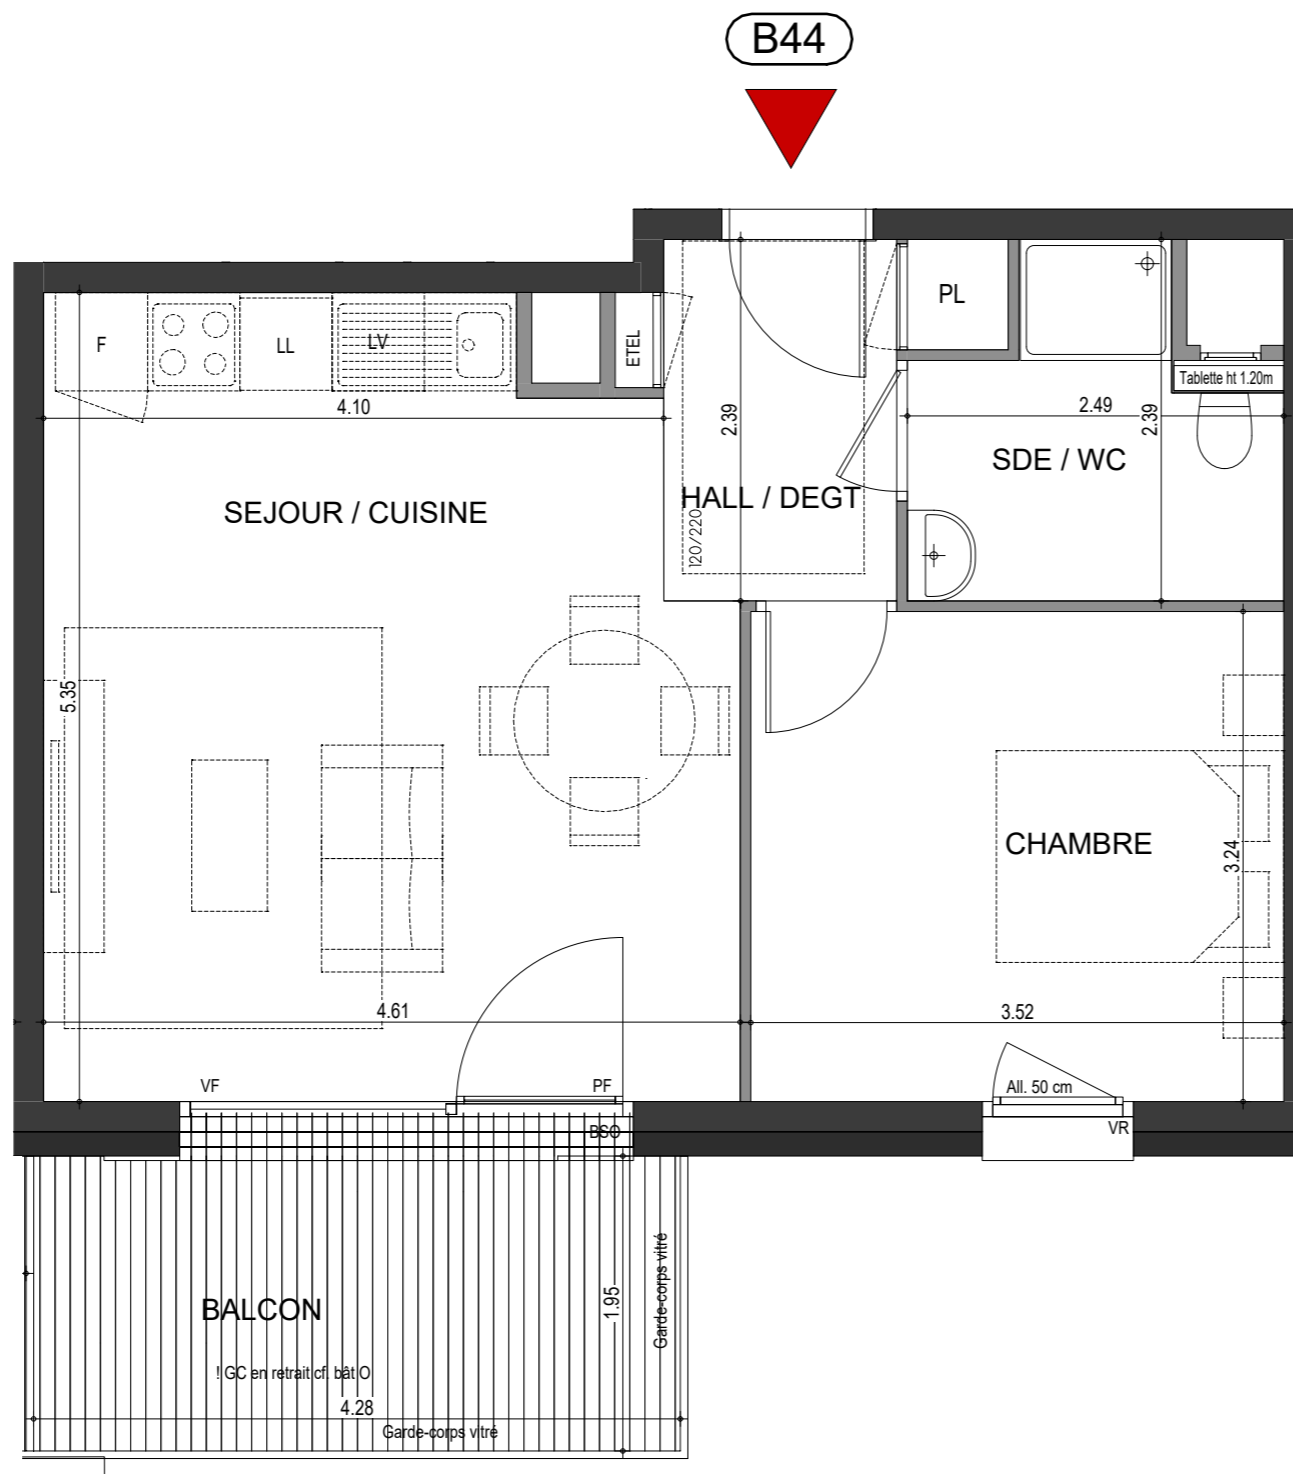 B44
PL
F
LL
LV
ETEL
Tablette ht 1.20m
4.10
2.39
2.49
2.39
SDE / WC
SEJOUR / CUISINE
HALL / DEGT
120/220
5.35
CHAMBRE
3.24
4.61
3.52
VF
PF
All. 50 cm
BSO
VR
BALCON
1.95
Garde-corps vitré
! GC en retrait cf. bât O
4.28
Garde-corps vitré